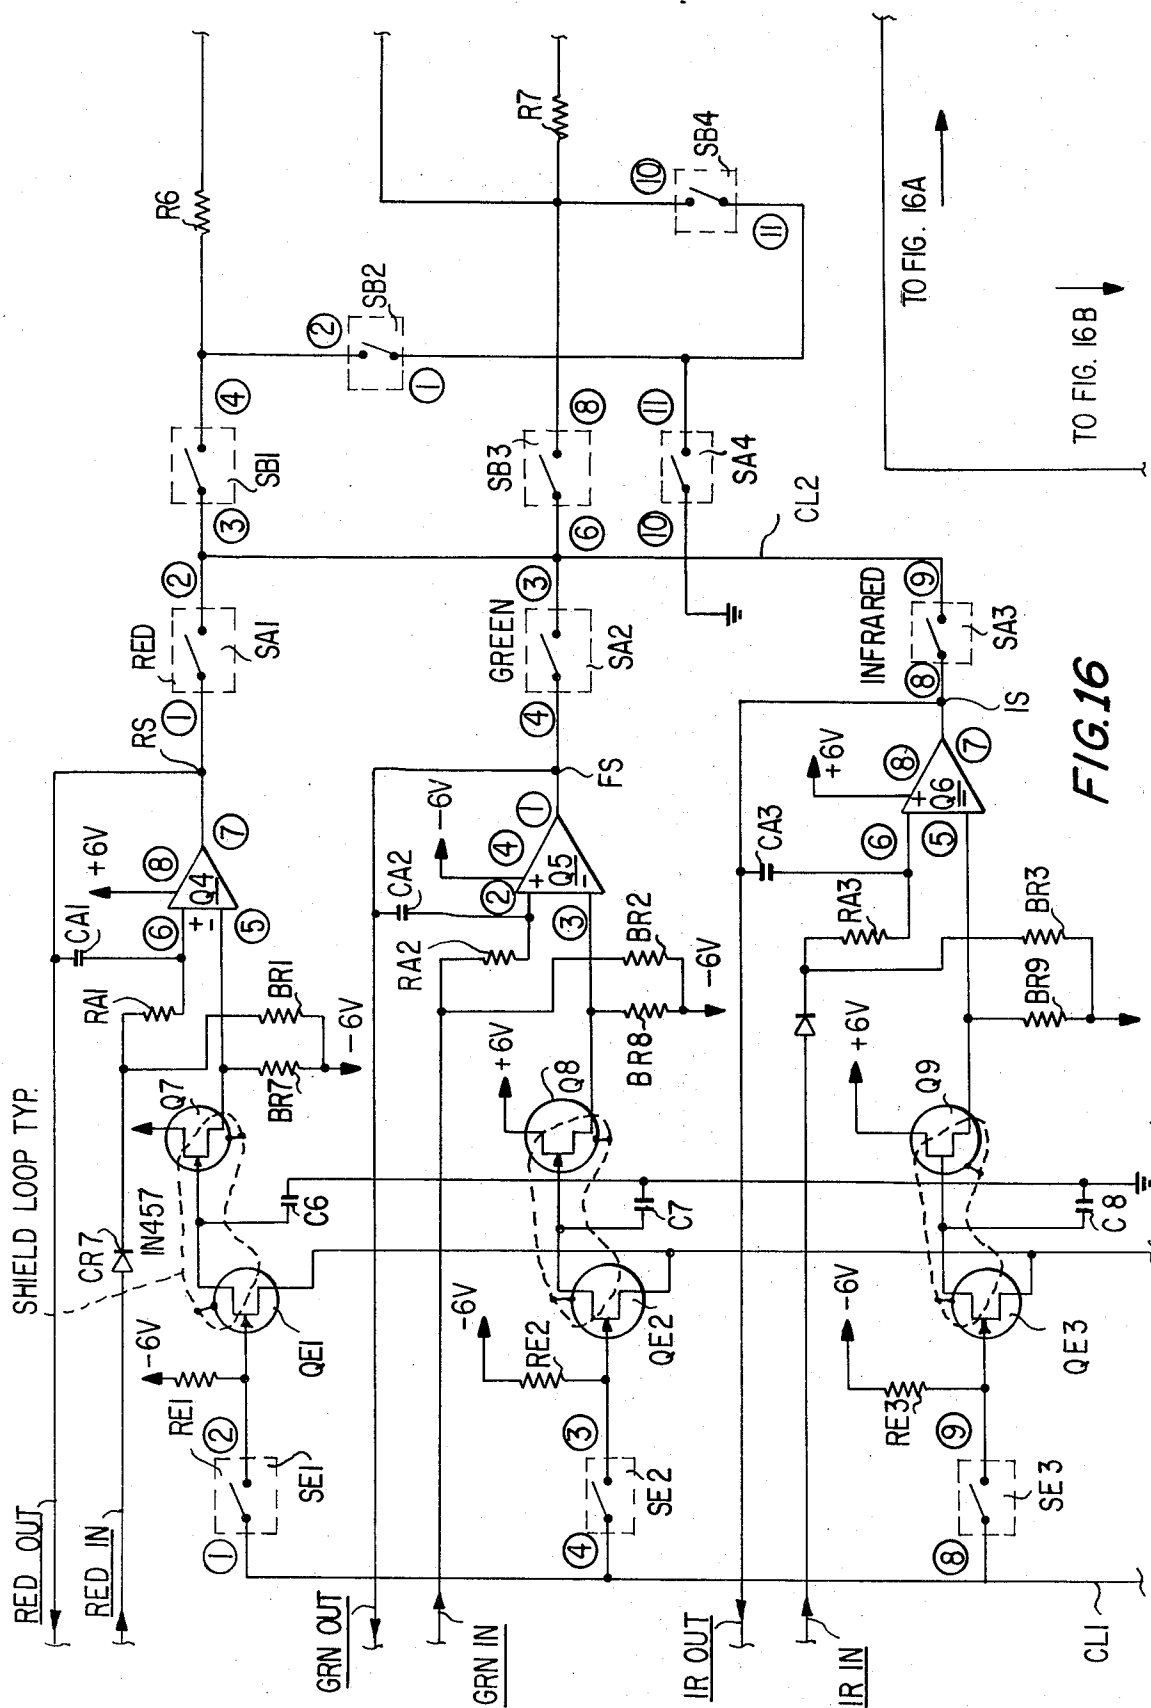 RED OUT
RED IN
SHIELD LOOP TYP.
CR7
IN457
-6V
RE1
①
②
SE1
QE1
Q7
C6
RA1
CA1
+6V
⑥
⑧
±
Q4
⑤
⑦
BR7
BR1
-6V
RS
RED
①
②
SA1
③
④
SB1
R6
②
SB2
①
GRN OUT
GRN IN
-6V
RE2
④
③
SE2
QE2
+6V
Q8
C7
RA2
CA2
-6V
②
④
+
Q5
-
③
①
BR8
BR2
-6V
FS
GREEN
④
③
SA2
⑥
⑧
SB3
R7
⑩
SB4
⑪
⑩
⑪
SA4
CL2
IR OUT
IR IN
-6V
RE3
⑧
⑨
SE3
QE3
+6V
Q9
C8
RA3
CA3
+6V
⑥
⑧
+
Q6
=
⑤
⑦
BR9
BR3
IS
INFRARED
⑧
⑨
SA3
CL1
TO FIG. 16A
TO FIG. 16B
FIG.16